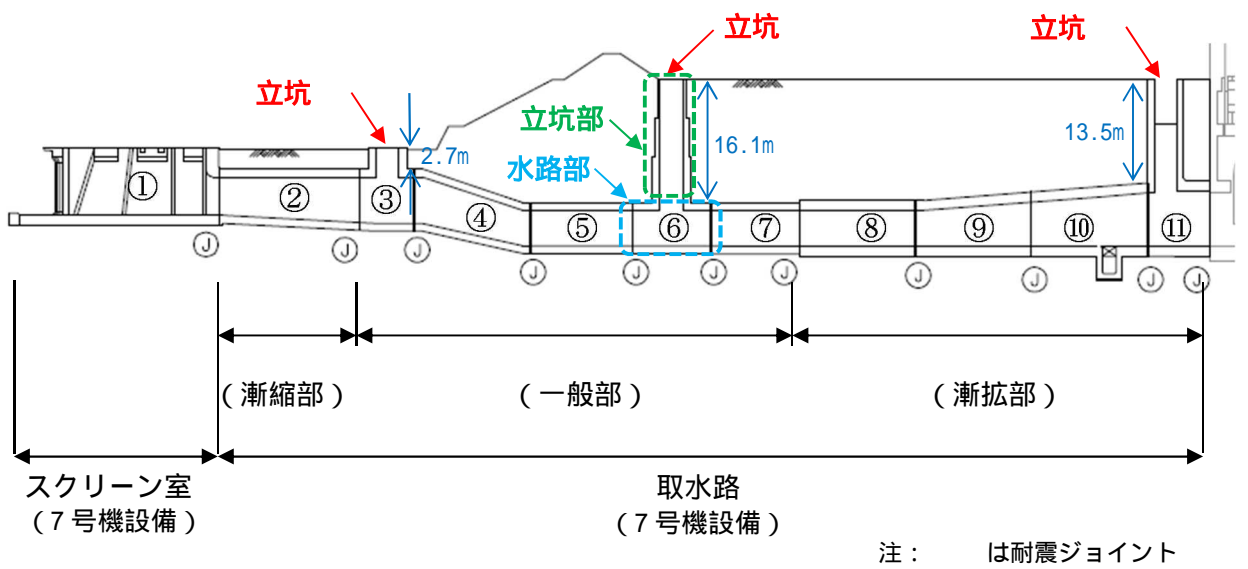 立坑
立坑
立坑
立坑部
水路部
2.7m
16.1m
13.5m
① ② ③ ④ ⑤ ⑥ ⑦ ⑧ ⑨ ⑩ ⑪
Ⓙ Ⓙ Ⓙ Ⓙ Ⓙ Ⓙ Ⓙ Ⓙ Ⓙ Ⓙ Ⓙ
(漸縮部) (一般部) (漸拡部)
スクリーン室
(7号機設備)
取水路
(7号機設備)
注: は耐震ジョイント